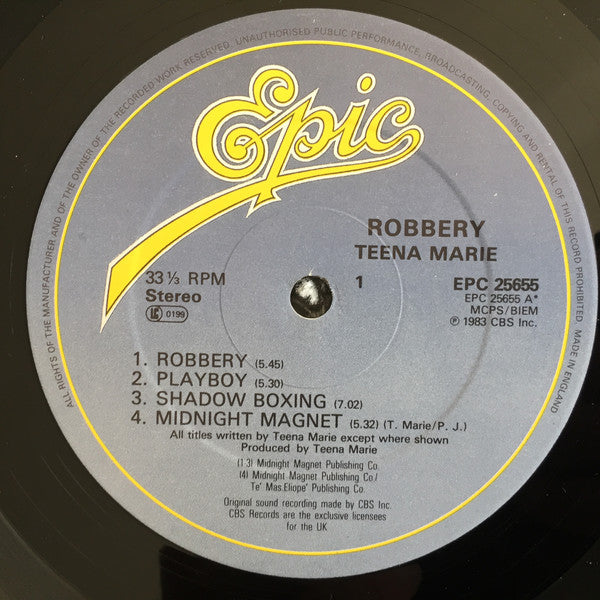 ALL RIGHTS OF THE MANUFACTURER AND OF THE OWNER OF THE RECORDED WORK RESERVED. UNAUTHORISED PUBLIC PERFORMANCE, BROADCASTING, COPYING AND RENTAL OF THIS RECORD PROHIBITED. MADE IN ENGLAND
Epic
ROBBERY
TEENA MARIE
33 1/3 RPM
Stereo
LC 0199
1
EPC 25655
EPC 25655 A*
MCPS/BIEM
℗ 1983 CBS Inc.
1. ROBBERY (5.45)
2. PLAYBOY (5.30)
3. SHADOW BOXING (7.02)
4. MIDNIGHT MAGNET (5.32) (T. Marie/P. J.)
All titles written by Teena Marie except where shown
Produced by Teena Marie
(1 3) Midnight Magnet Publishing Co.
(4) Midnight Magnet Publishing Co./
Te' Mas.Eliope' Publishing Co.
Original sound recording made by CBS Inc.
CBS Records are the exclusive licensees
for the UK